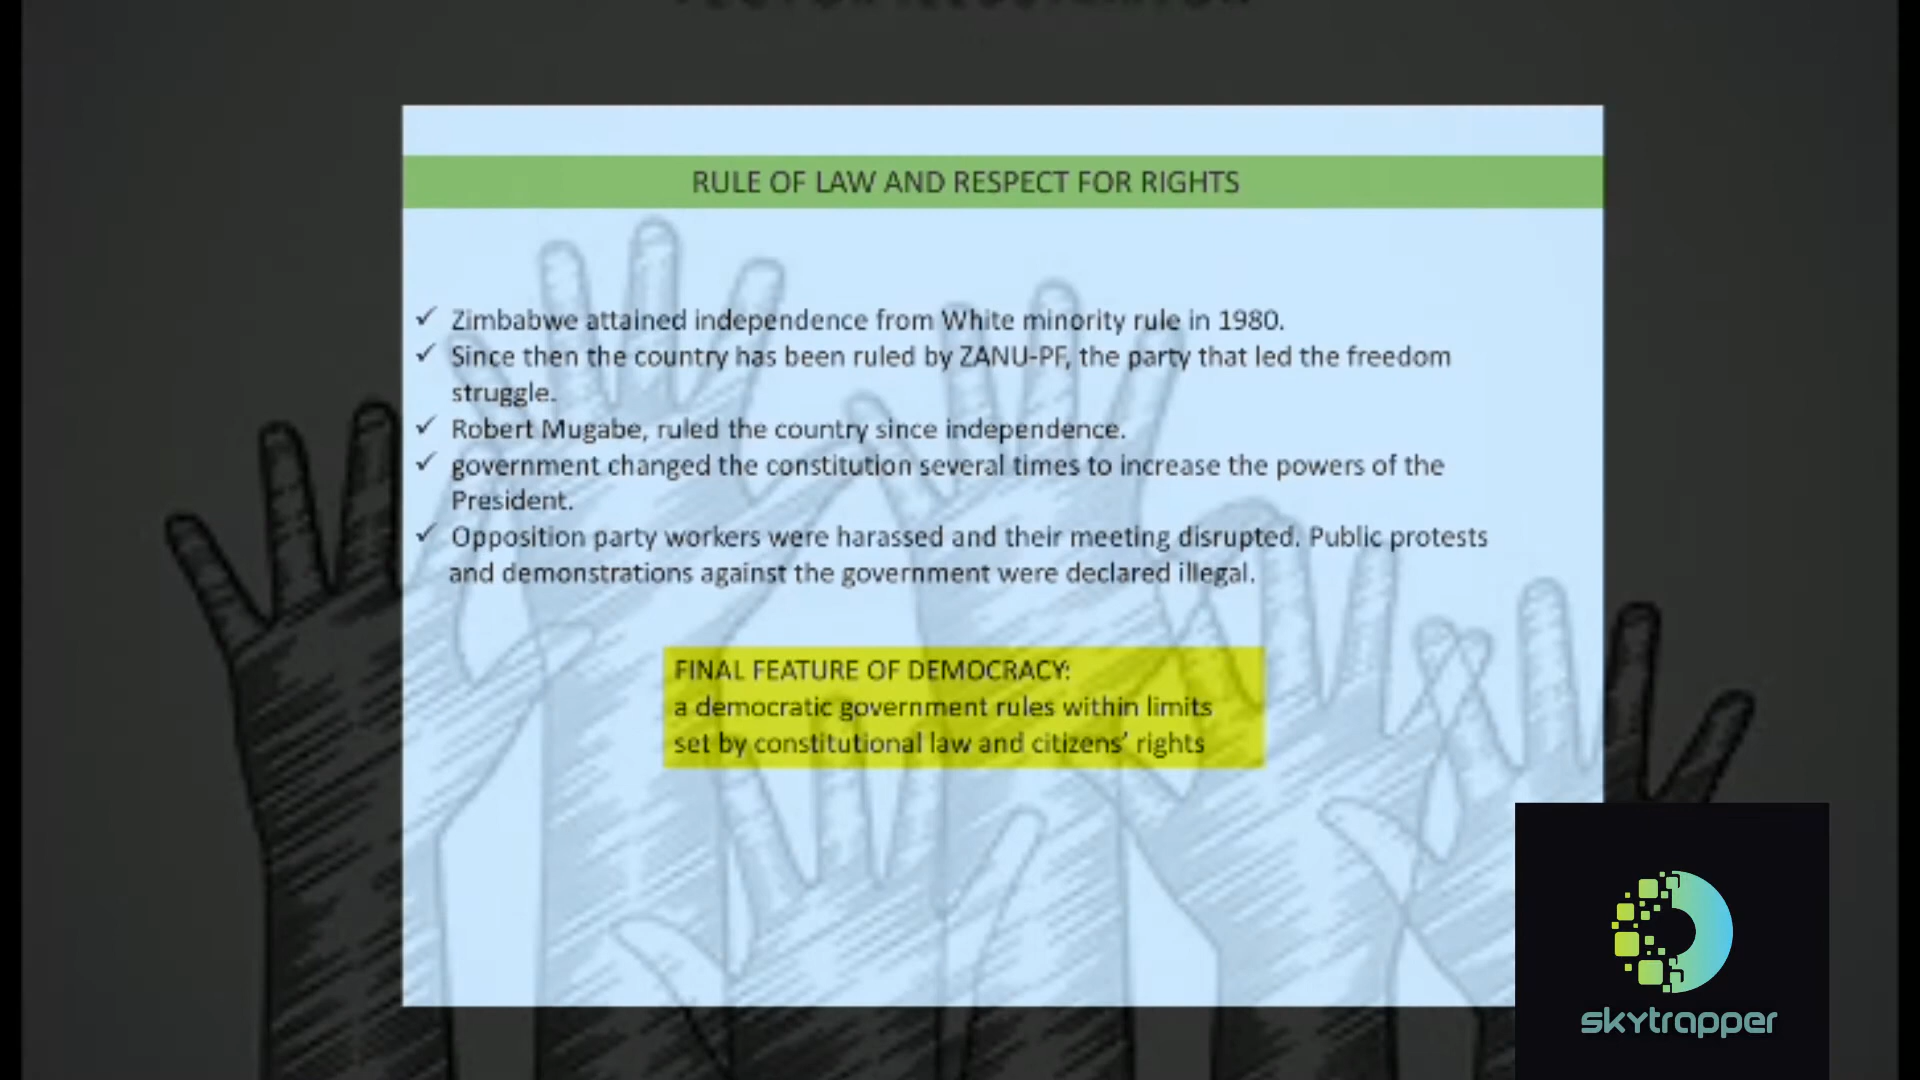 RULE OF LAW AND RESPECT FOR RIGHTS
✓ Zimbabwe attained independence from White minority rule in 1980.
✓ Since then the country has been ruled by ZANU-PF, the party that led the freedom
struggle.
✓ Robert Mugabe, ruled the country since independence.
✓ government changed the constitution several times to increase the powers of the
President.
✓ Opposition party workers were harassed and their meeting disrupted. Public protests
and demonstrations against the government were declared illegal.
FINAL FEATURE OF DEMOCRACY:
a democratic government rules within limits
set by constitutional law and citizens' rights
skytrapper